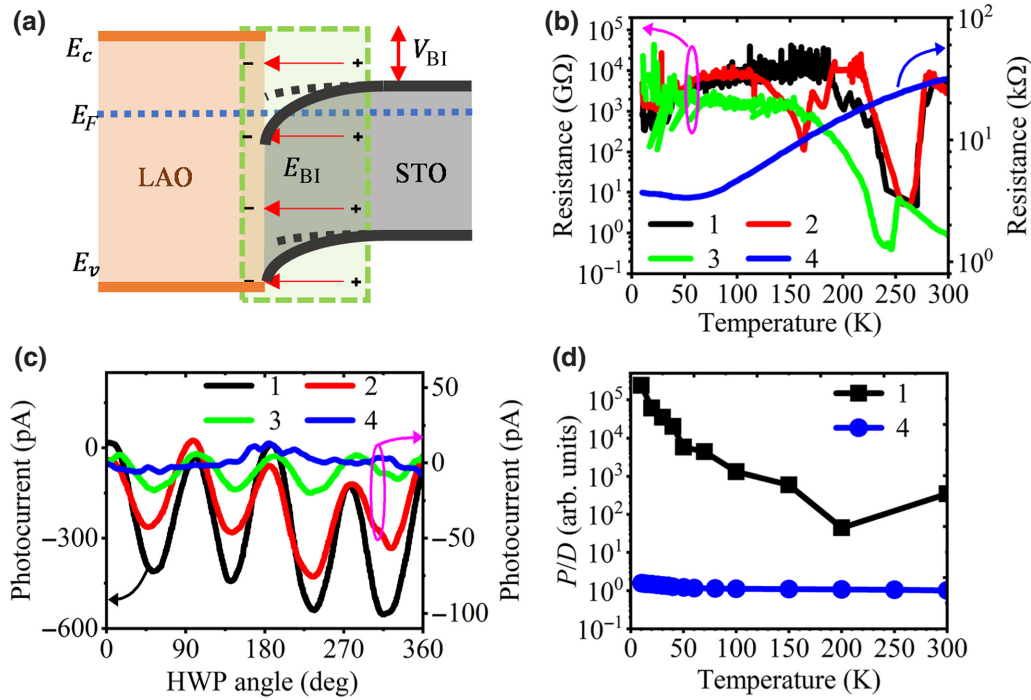 (a)
E_c
V_BI
E_F
E_BI
LAO
STO
E_v
− +
− +
− +
− +
(b)
Resistance (GΩ)
10^5
10^4
10^3
10^2
10^1
10^0
10^−1
1 2
3 4
0 50 100 150 200 250 300
Temperature (K)
10^2
10^1
10^0
Resistance (kΩ)
(c)
1 2
3 4
Photocurrent (pA)
0
−300
−600
0 90 180 270 360
HWP angle (deg)
50
0
−50
−100
Photocurrent (pA)
(d)
P/D (arb. units)
10^5
10^4
10^3
10^2
10^1
10^0
10^−1
1
4
0 50 100 150 200 250 300
Temperature (K)